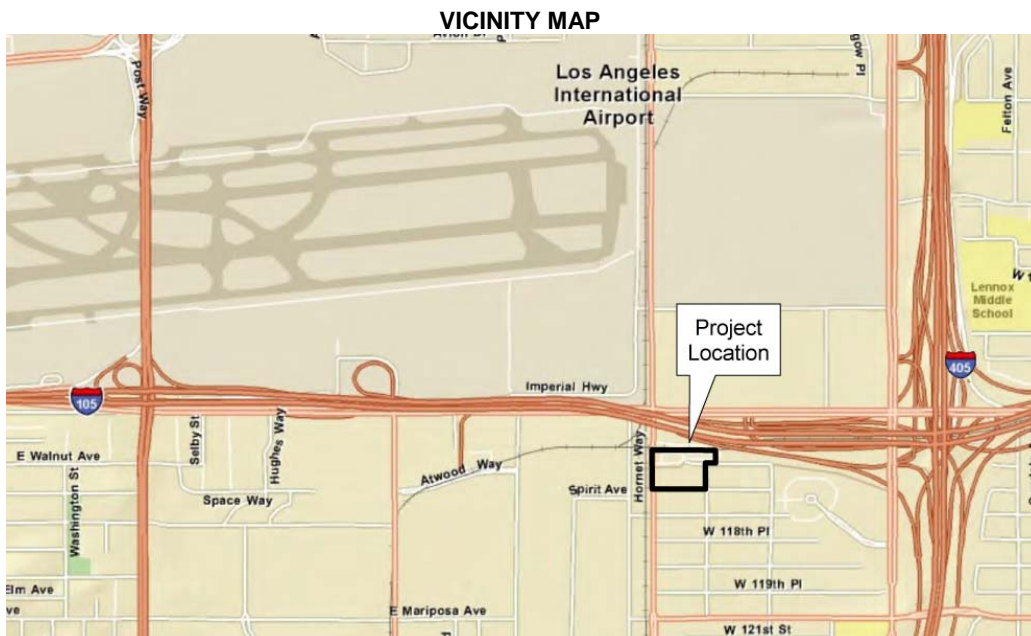 VICINITY MAP
Post Way
Los Angeles
International
Airport
Felton Ave
Lennox
Middle
School
Project
Location
Imperial Hwy
105
405
E Walnut Ave
Selby St
Hughes Way
Atwood Way
Hornet Way
Washington St
Space Way
Spirit Ave
W 118th Pl
W 119th Pl
Elm Ave
ve
E Mariposa Ave
W 121st St